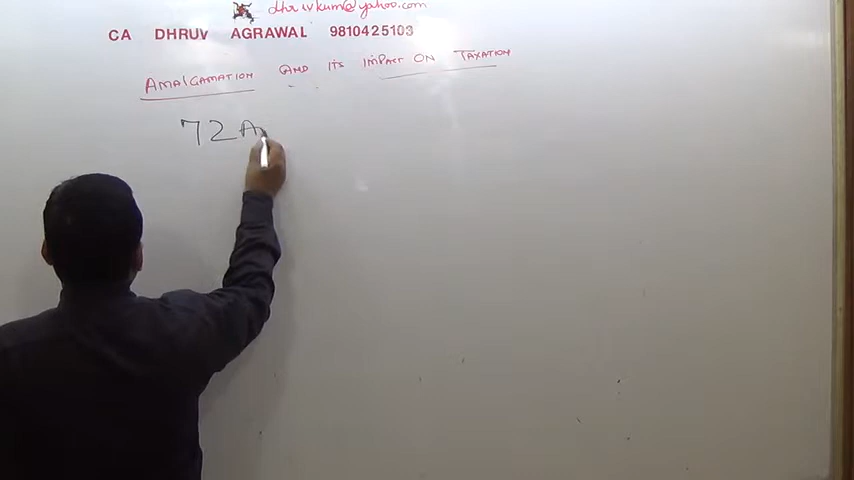 dhruvkum@yahoo.com
CA DHRUV AGRAWAL 9810425103
AMALGAMATION AND ITS IMPACT ON TAXATION
72A